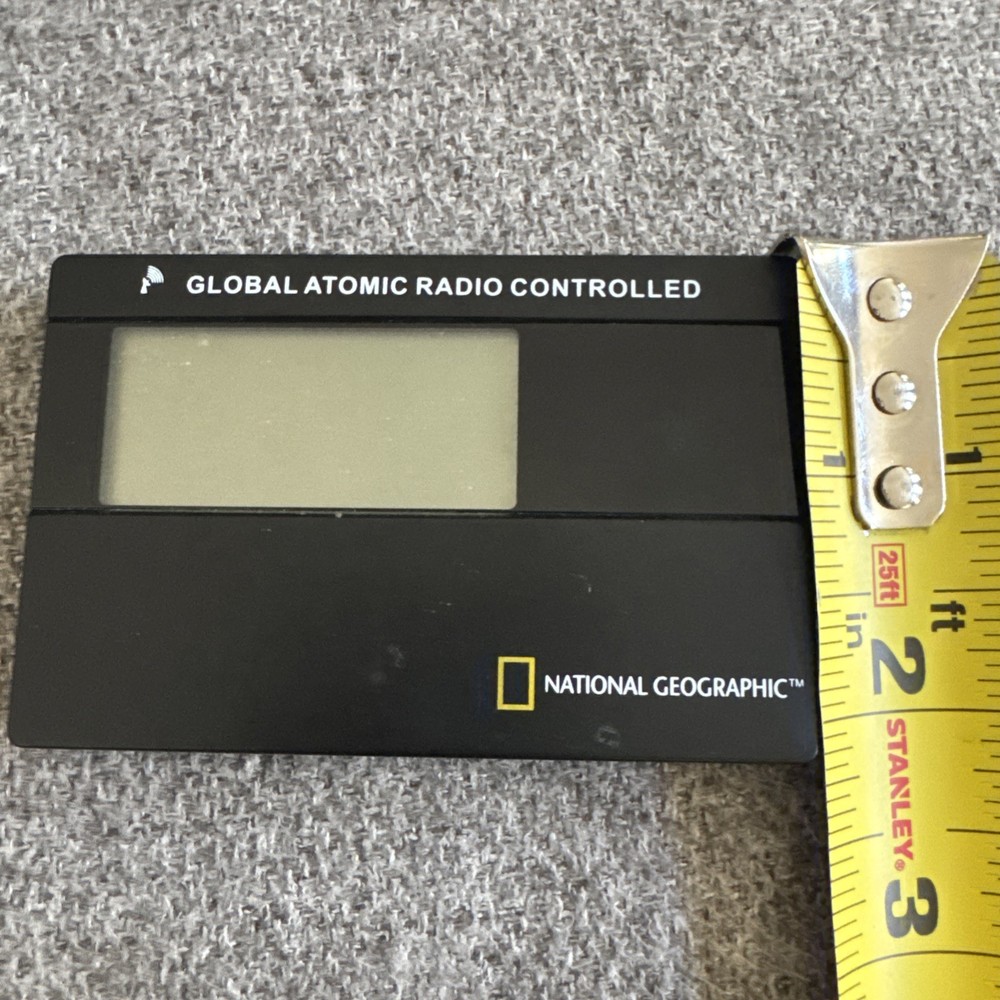 GLOBAL ATOMIC RADIO CONTROLLED
NATIONAL GEOGRAPHIC™
1
1
25ft
in
ft
2
STANLEY®
3